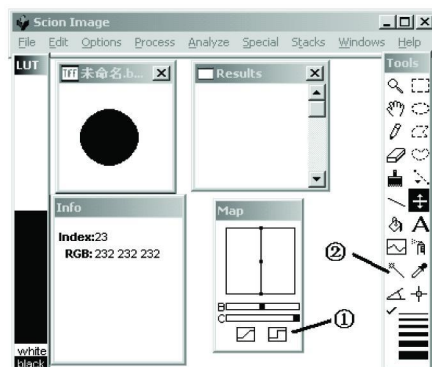 Scion Image
File Edit Options Process Analyze Special Stacks Windows Help
LUT
Tiff 未命名.b...
Results
Tools
Info
Index:23
RGB: 232 232 232
Map
B
C
①
②
A
white
black